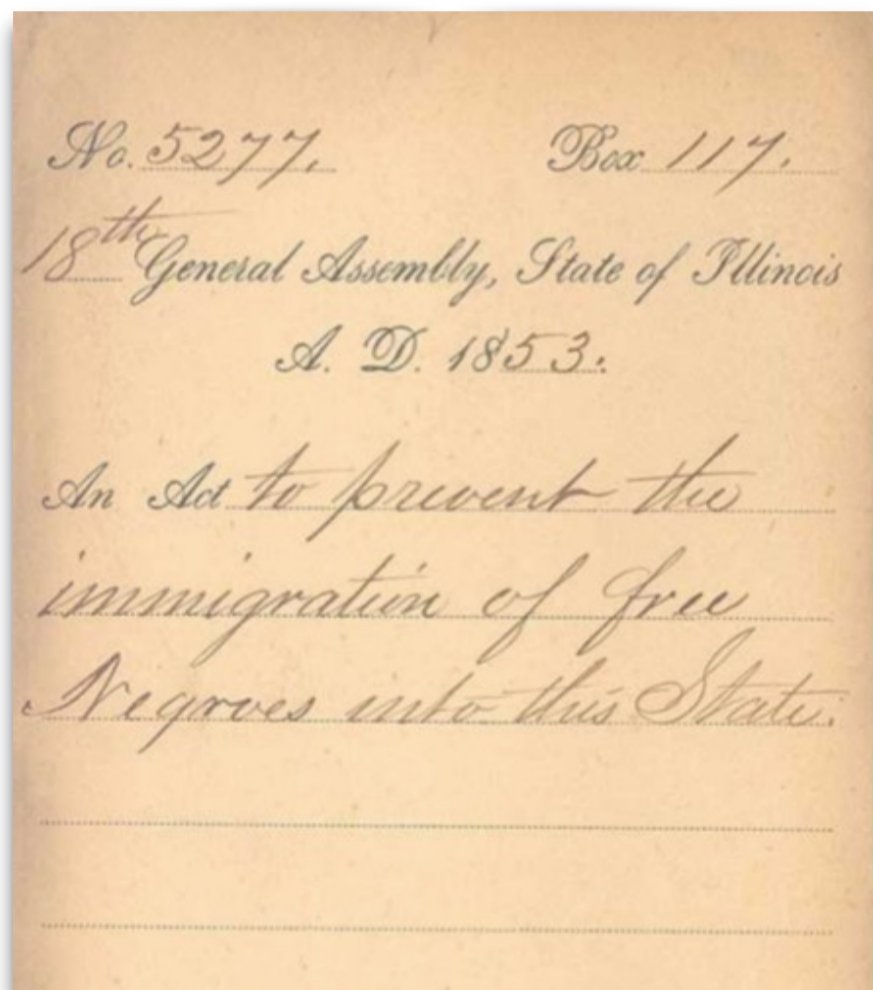 No. 5277. Box 117.
18th General Assembly, State of Illinois
A. D. 1853.
An Act to prevent the
immigration of free
Negroes into this State.